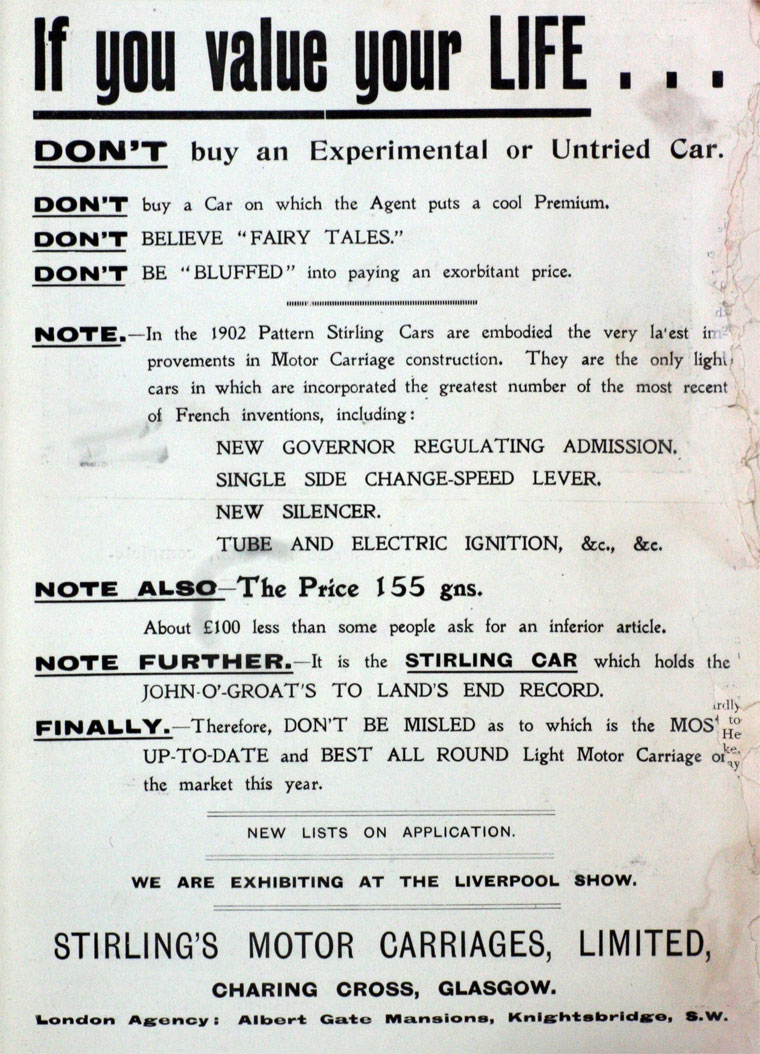 If you value your LIFE . . .
DON'T buy an Experimental or Untried Car.
DON'T buy a Car on which the Agent puts a cool Premium.
DON'T BELIEVE "FAIRY TALES."
DON'T BE "BLUFFED" into paying an exorbitant price.
NOTE.—In the 1902 Pattern Stirling Cars are embodied the very la'est im-
provements in Motor Carriage construction. They are the only light
cars in which are incorporated the greatest number of the most recent
of French inventions, including:
NEW GOVERNOR REGULATING ADMISSION.
SINGLE SIDE CHANGE-SPEED LEVER.
NEW SILENCER.
TUBE AND ELECTRIC IGNITION, &c., &c.
NOTE ALSO—The Price 155 gns.
About £100 less than some people ask for an inferior article.
NOTE FURTHER.—It is the STIRLING CAR which holds the
JOHN-O'-GROAT'S TO LAND'S END RECORD.
FINALLY.—Therefore, DON'T BE MISLED as to which is the MOS
UP-TO-DATE and BEST ALL ROUND Light Motor Carriage
the market this year.
to
He
NEW LISTS ON APPLICATION.
WE ARE EXHIBITING AT THE LIVERPOOL SHOW.
STIRLING'S MOTOR CARRIAGES, LIMITED,
CHARING CROSS, GLASGOW.
London Agency: Albert Gate Mansions, Knightsbridge, S.W.